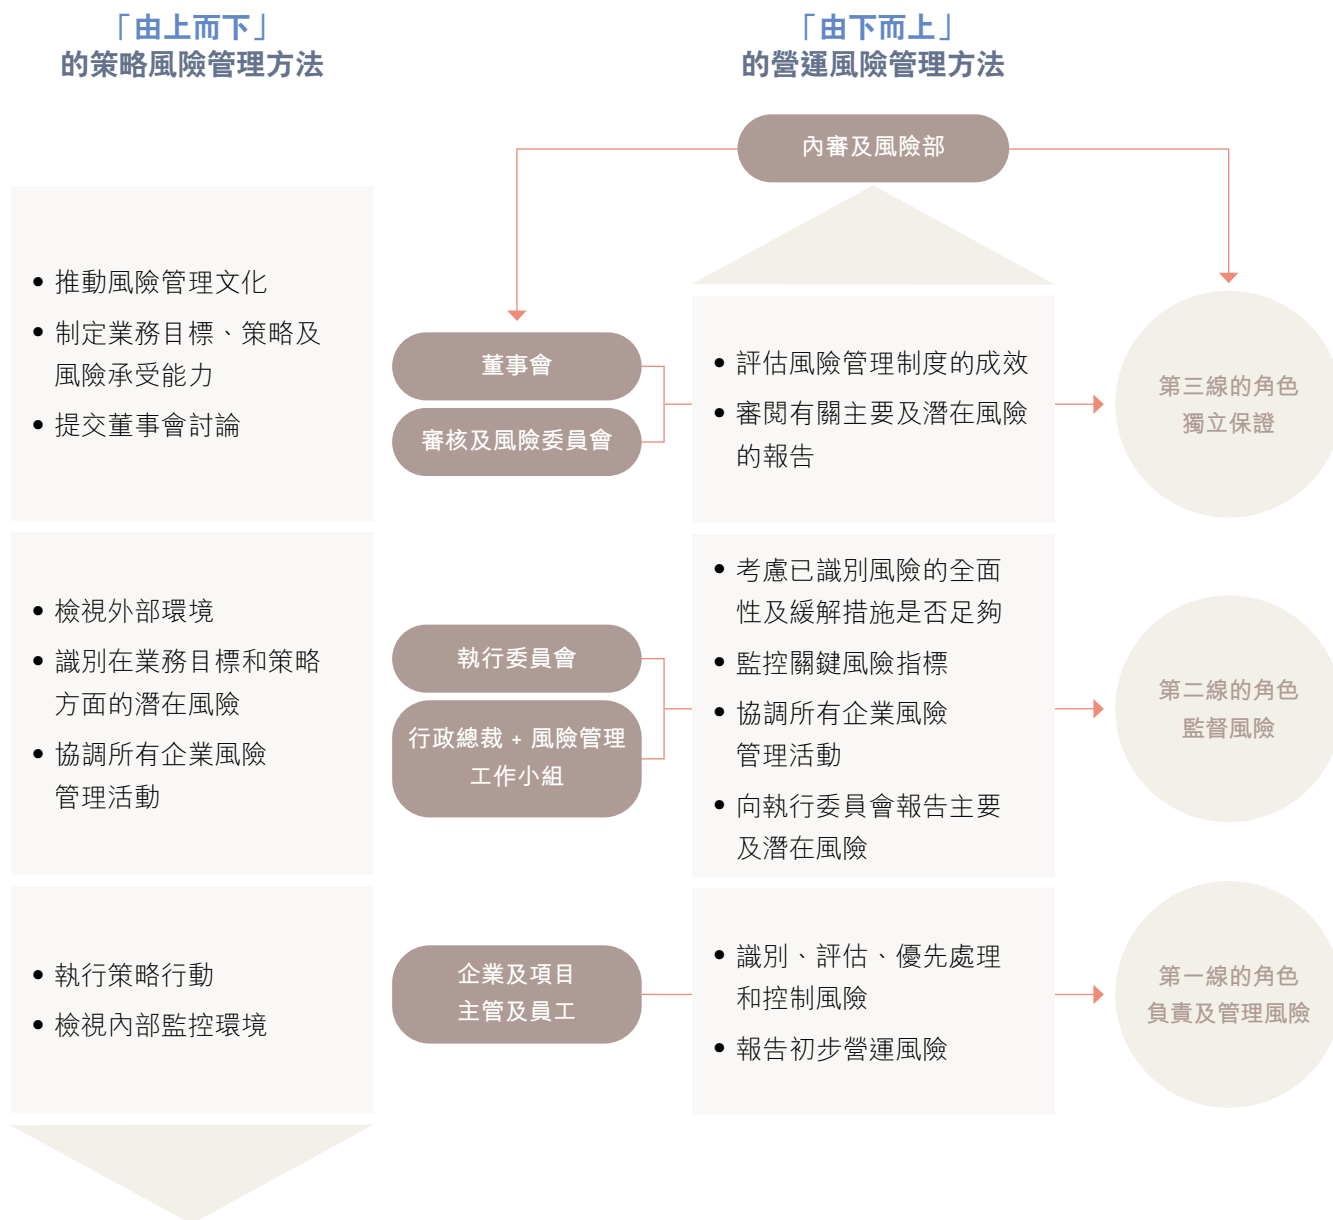 「由上而下」
的策略風險管理方法
「由下而上」
的營運風險管理方法
內審及風險部
• 推動風險管理文化
• 制定業務目標、策略及
風險承受能力
• 提交董事會討論
董事會
審核及風險委員會
• 評估風險管理制度的成效
• 審閱有關主要及潛在風險
的報告
第三線的角色
獨立保證
• 檢視外部環境
• 識別在業務目標和策略
方面的潛在風險
• 協調所有企業風險
管理活動
執行委員會
行政總裁 + 風險管理
工作小組
• 考慮已識別風險的全面
性及緩解措施是否足夠
• 監控關鍵風險指標
• 協調所有企業風險
管理活動
• 向執行委員會報告主要
及潛在風險
第二線的角色
監督風險
• 執行策略行動
• 檢視內部監控環境
企業及項目
主管及員工
• 識別、評估、優先處理
和控制風險
• 報告初步營運風險
第一線的角色
負責及管理風險